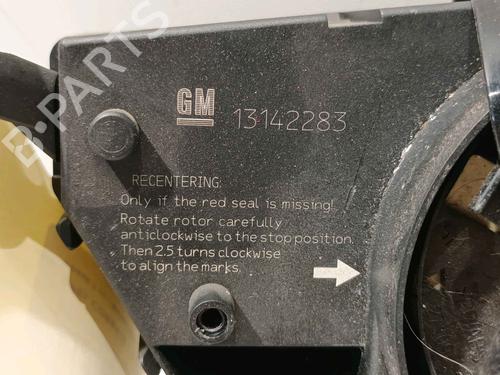 B-PARTS
GM 13142283
RECENTERING:
Only if the red seal is missing!
Rotate rotor carefully
anticlockwise to the stop position.
Then 2.5 turns clockwise
to align the marks.